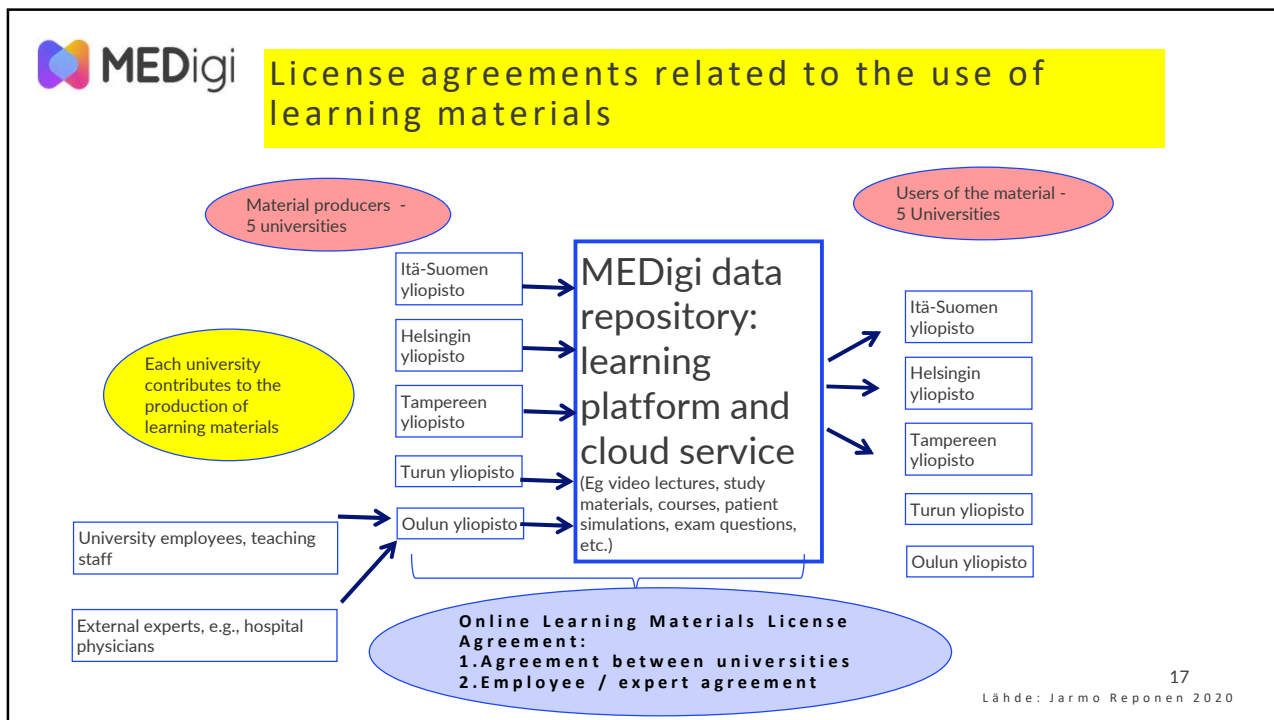 MEDigi
License agreements related to the use of
learning materials
Material producers -
5 universities
Users of the material -
5 Universities
Each university
contributes to the
production of
learning materials
Itä-Suomen
yliopisto
Helsingin
yliopisto
Tampereen
yliopisto
Turun yliopisto
Oulun yliopisto
University employees, teaching
staff
External experts, e.g., hospital
physicians
MEDigi data
repository:
learning
platform and
cloud service
(Eg video lectures, study
materials, courses, patient
simulations, exam questions,
etc.)
Itä-Suomen
yliopisto
Helsingin
yliopisto
Tampereen
yliopisto
Turun yliopisto
Oulun yliopisto
Online Learning Materials License
Agreement:
1.Agreement between universities
2.Employee / expert agreement
17
Lähde: Jarmo Reponen 2020